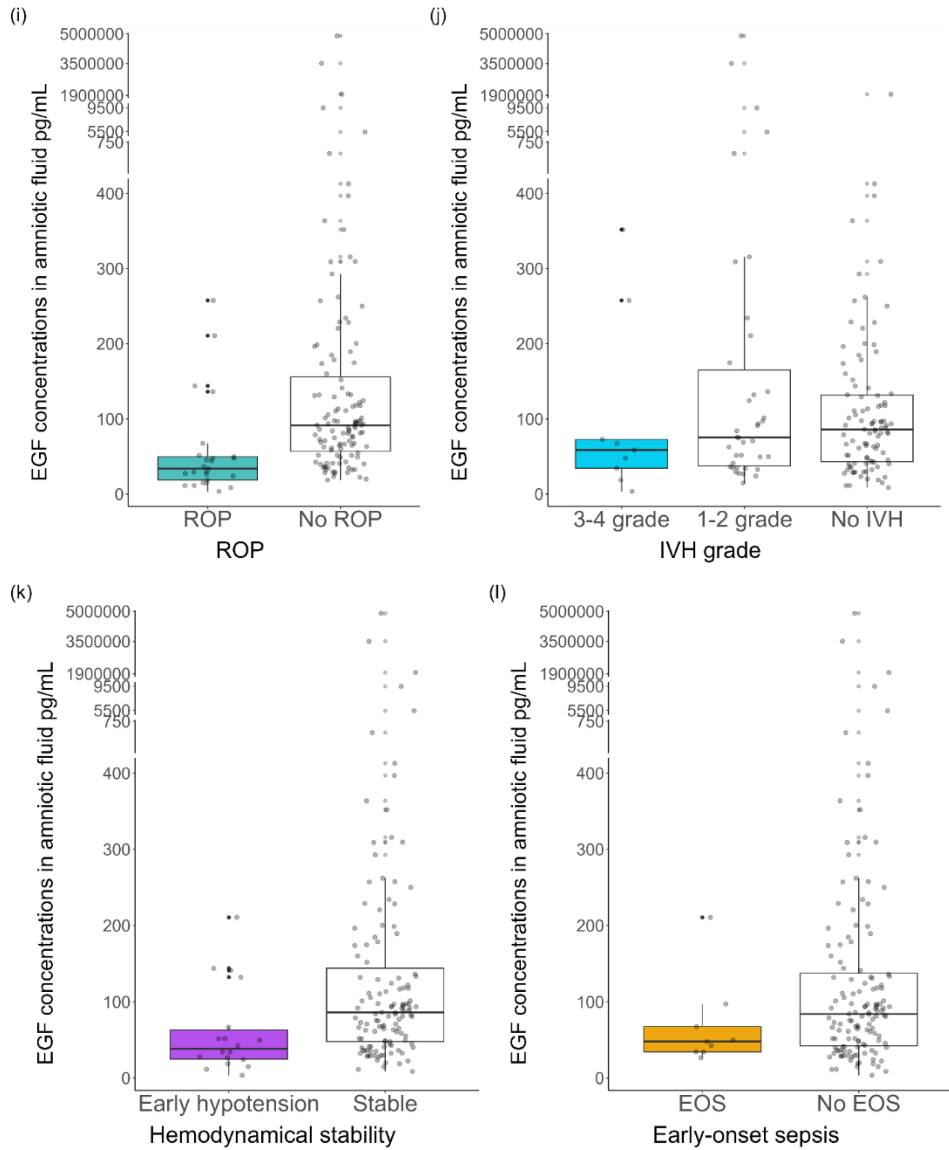 (i)
EGF concentrations in amniotic fluid pg/mL
5000000
3500000
1900000
9500
5500
750
400
300
200
100
0
ROP
No ROP
ROP
(j)
EGF concentrations in amniotic fluid pg/mL
5000000
3500000
1900000
9500
5500
750
400
300
200
100
0
3-4 grade
1-2 grade
No IVH
IVH grade
(k)
EGF concentrations in amniotic fluid pg/mL
5000000
3500000
1900000
9500
5500
750
400
300
200
100
0
Early hypotension
Stable
Hemodynamical stability
(l)
EGF concentrations in amniotic fluid pg/mL
5000000
3500000
1900000
9500
5500
750
400
300
200
100
0
EOS
No EOS
Early-onset sepsis